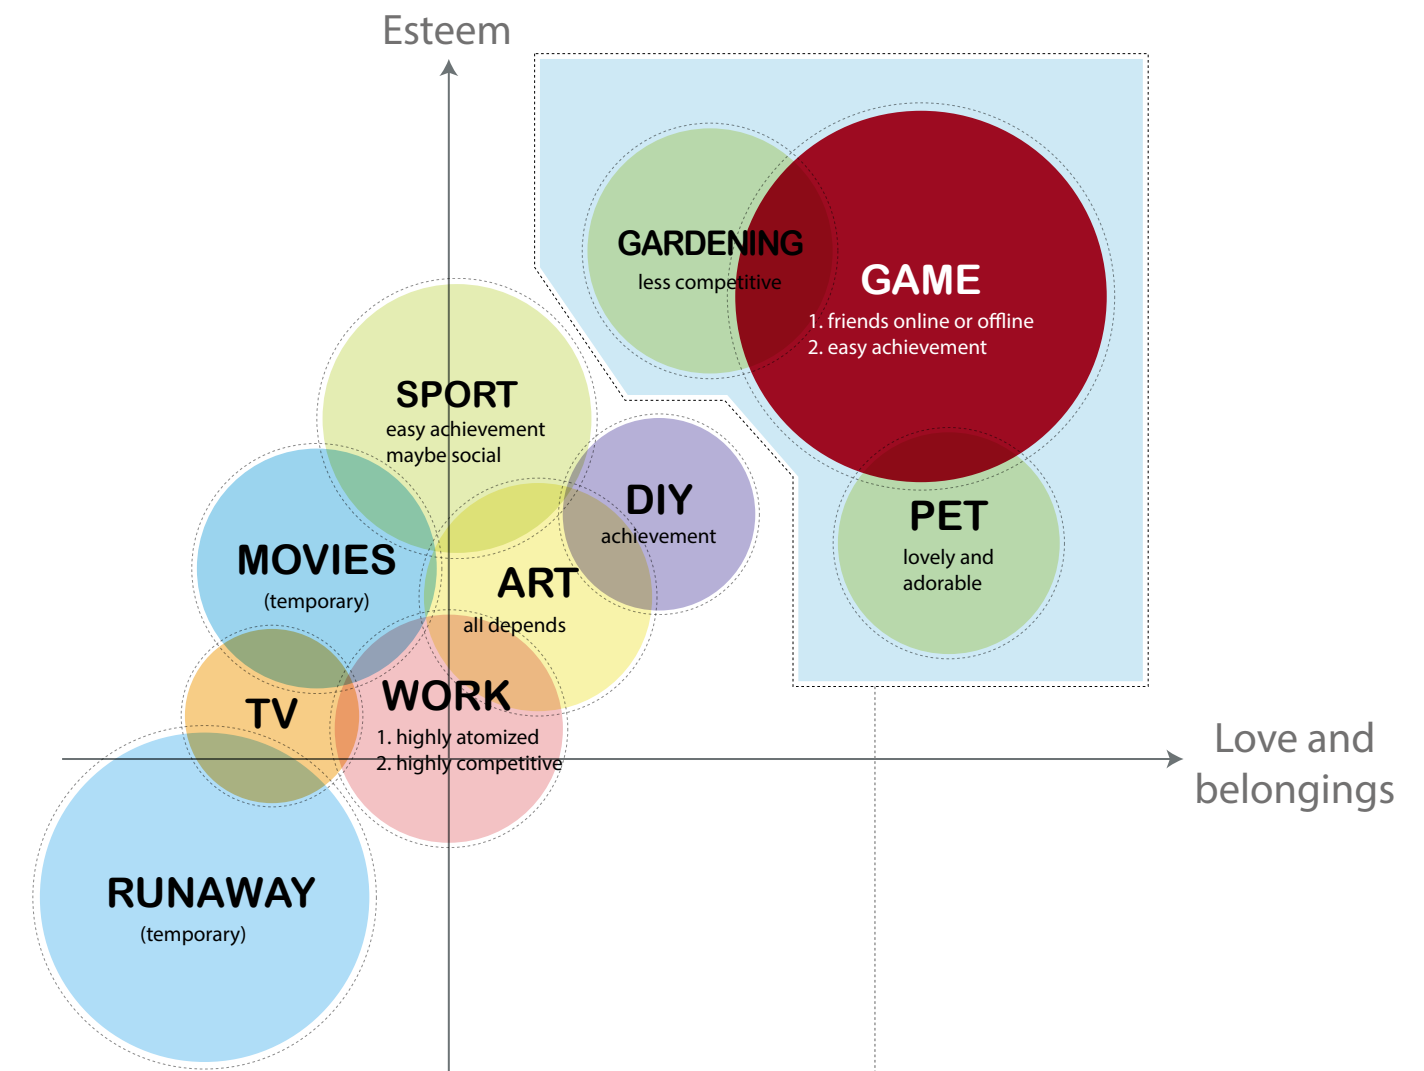 Esteem
GARDENING
less competitive
GAME
1. friends online or offline
2. easy achievement
SPORT
easy achievement
maybe social
DIY
achievement
PET
lovely and
adorable
MOVIES
(temporary)
ART
all depends
TV
WORK
1. highly atomized
2. highly competitive
Love and
belongings
RUNAWAY
(temporary)